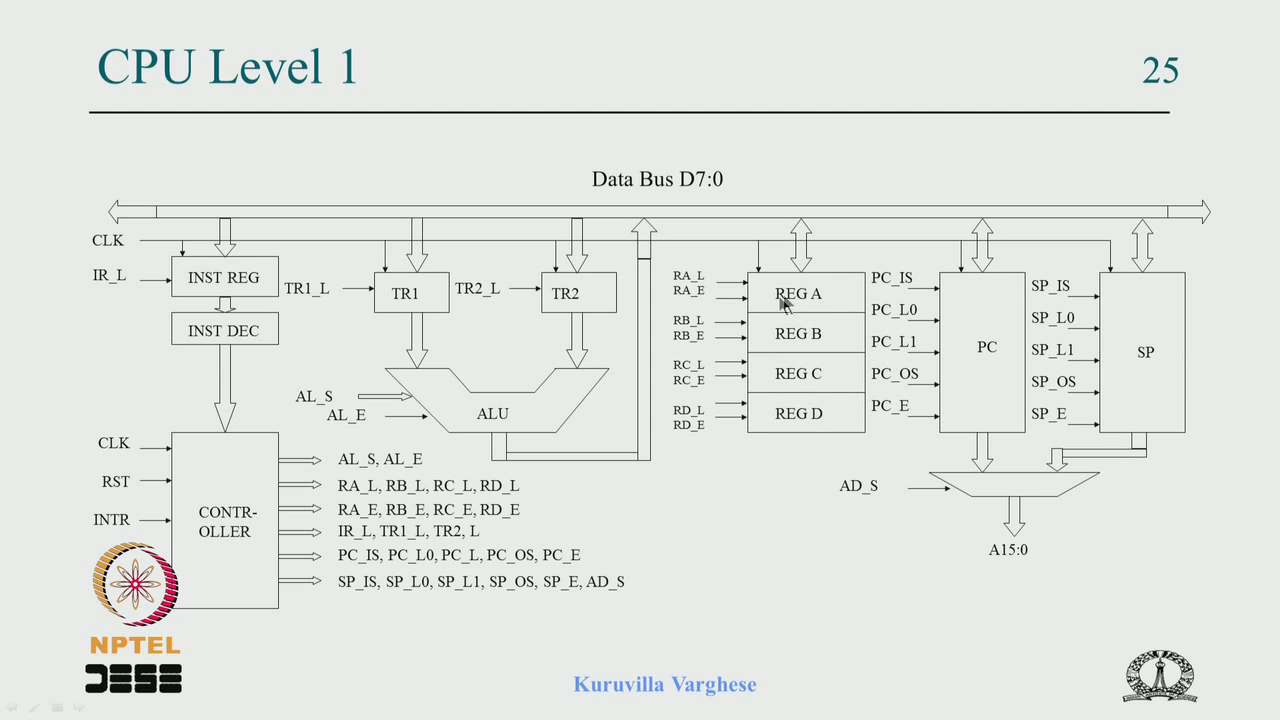 CPU Level 1
25
Data Bus D7:0
CLK
IR_L
INST REG
INST DEC
TR1_L
TR1
TR2_L
TR2
AL_S
AL_E
ALU
RA_L
RA_E
RB_L
RB_E
RC_L
RC_E
RD_L
RD_E
REG A
REG B
REG C
REG D
PC_IS
PC_L0
PC_L1
PC_OS
PC_E
PC
SP_IS
SP_L0
SP_L1
SP_OS
SP_E
SP
AD_S
A15:0
CLK
RST
INTR
CONTR-
OLLER
AL_S, AL_E
RA_L, RB_L, RC_L, RD_L
RA_E, RB_E, RC_E, RD_E
IR_L, TR1_L, TR2, L
PC_IS, PC_L0, PC_L, PC_OS, PC_E
SP_IS, SP_L0, SP_L1, SP_OS, SP_E, AD_S
NPTEL
DESE
Kuruvilla Varghese